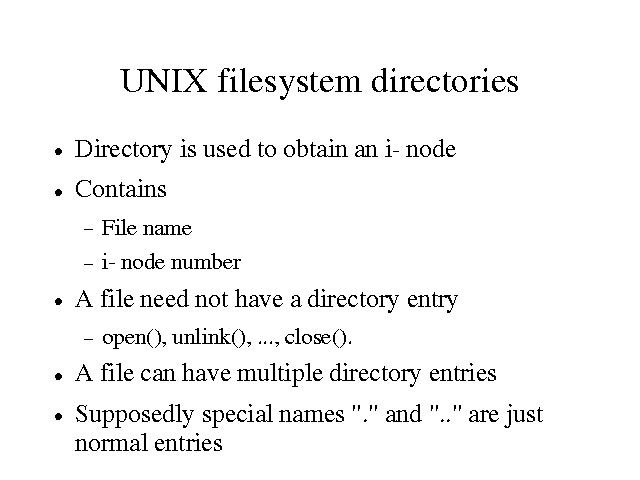 UNIX filesystem directories
• Directory is used to obtain an i- node
• Contains
– File name
– i- node number
• A file need not have a directory entry
– open(), unlink(), ..., close().
• A file can have multiple directory entries
• Supposedly special names "." and ".." are just
normal entries